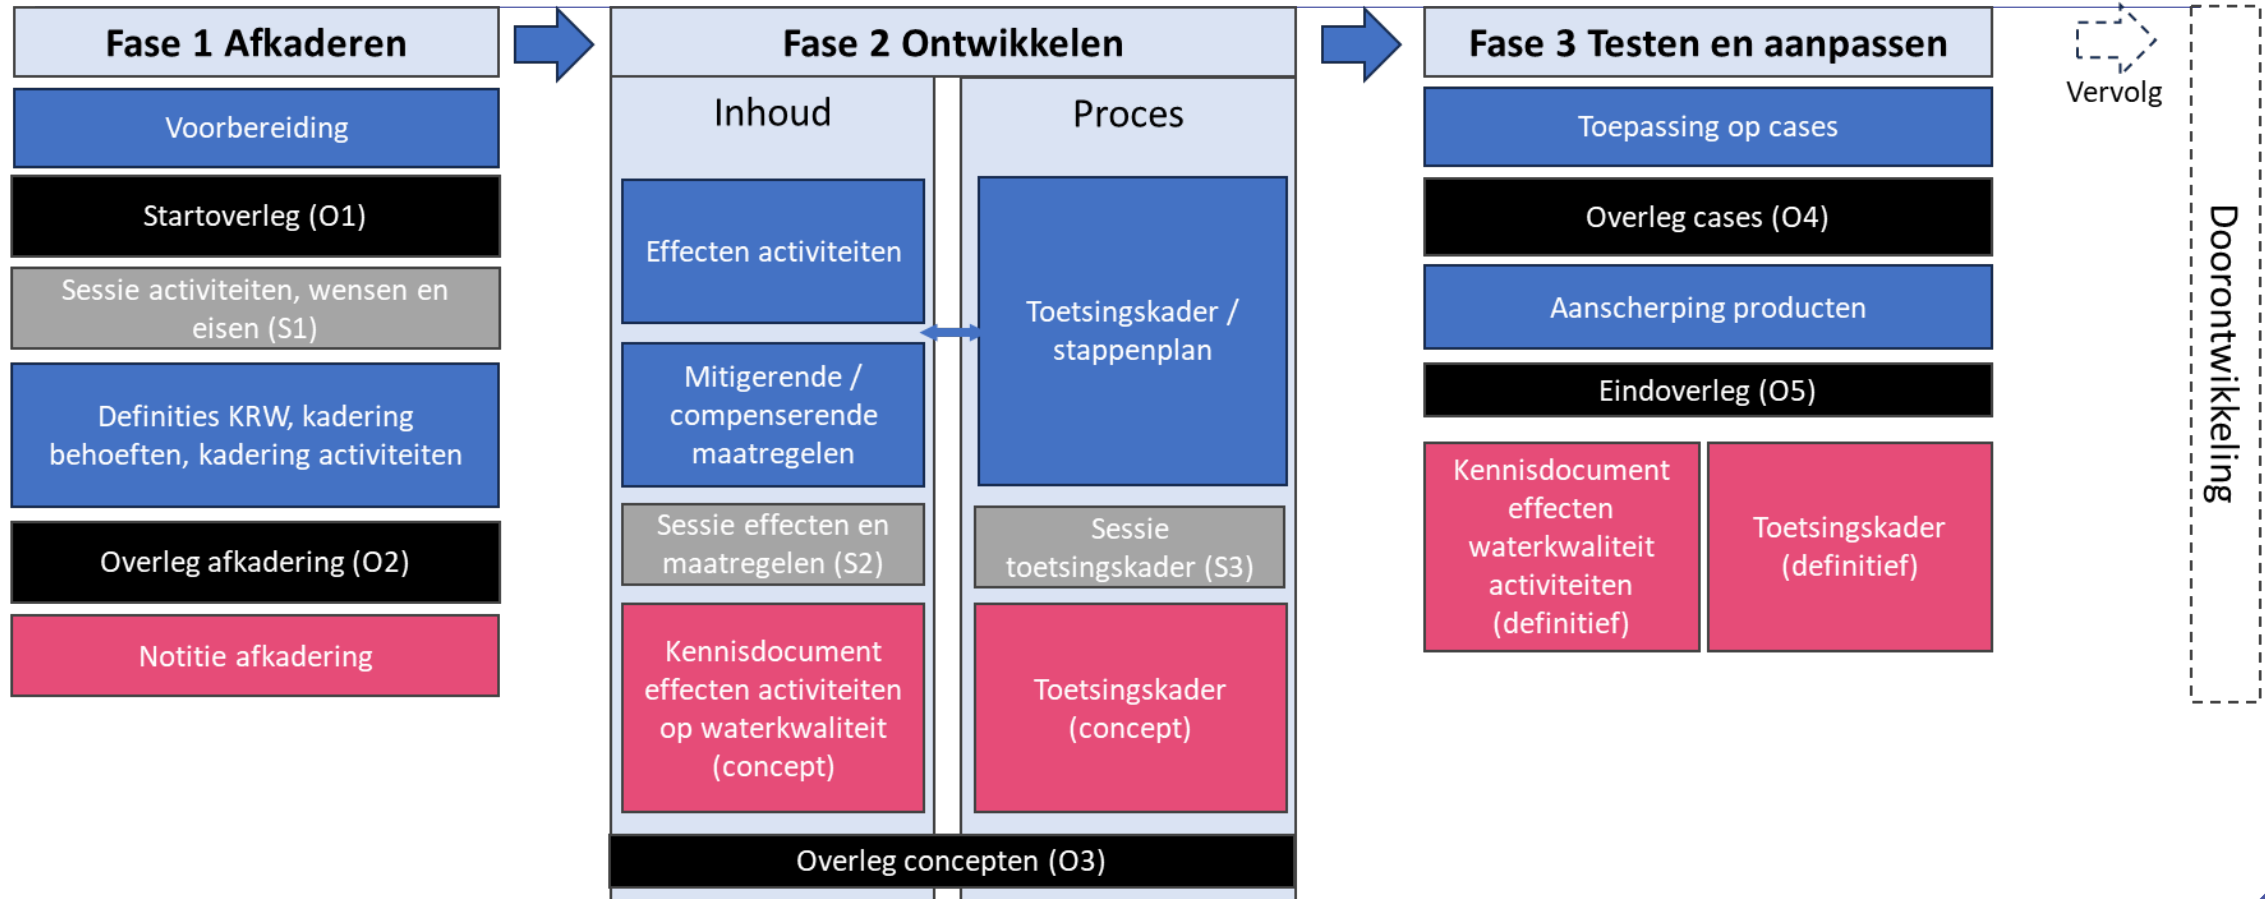 Fase 1 Afkaderen
Voorbereiding
Startoverleg (O1)
Sessie activiteiten, wensen en
eisen (S1)
Definities KRW, kadering
behoeften, kadering activiteiten
Overleg afkadering (O2)
Notitie afkadering
Fase 2 Ontwikkelen
Inhoud
Effecten activiteiten
Mitigerende /
compenserende
maatregelen
Sessie effecten en
maatregelen (S2)
Kennisdocument
effecten activiteiten
op waterkwaliteit
(concept)
Proces
Toetsingskader /
stappenplan
Sessie
toetsingskader (S3)
Toetsingskader
(concept)
Overleg concepten (O3)
Fase 3 Testen en aanpassen
Toepassing op cases
Overleg cases (O4)
Aanscherping producten
Eindoverleg (O5)
Kennisdocument
effecten
waterkwaliteit
activiteiten
(definitief)
Toetsingskader
(definitief)
Vervolg
Doorontwikkeling